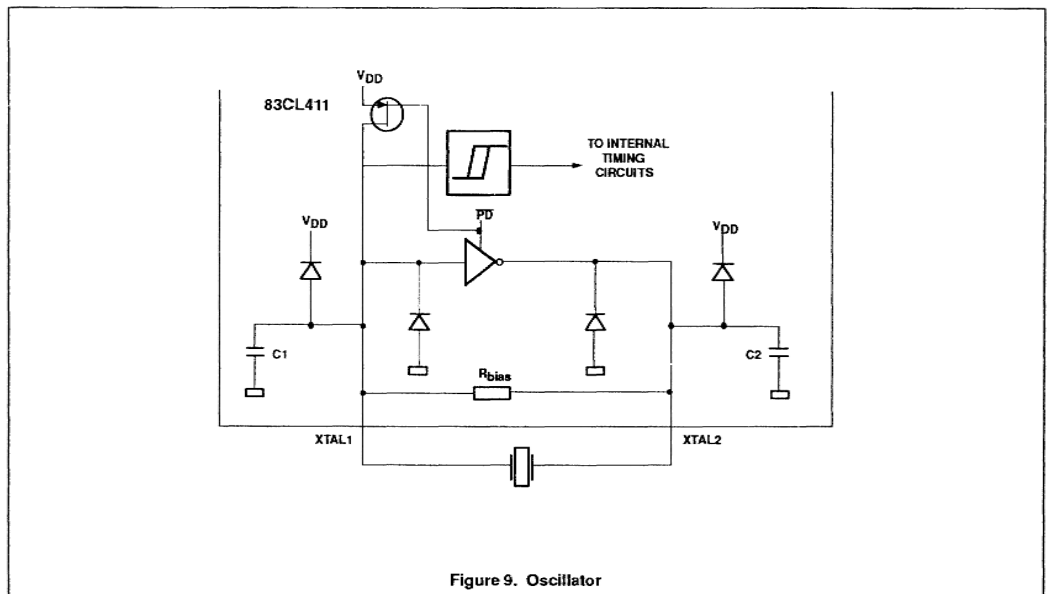 VDD
83CL411
TO INTERNAL
TIMING
CIRCUITS
PD
VDD
VDD
C1
C2
Rbias
XTAL1
XTAL2
Figure 9. Oscillator